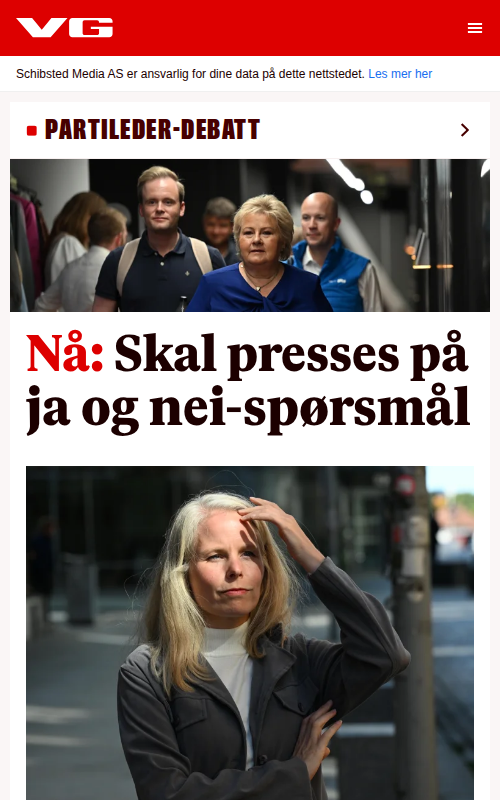 VG
Schibsted Media AS er ansvarlig for dine data på dette nettstedet. Les mer her
PARTILEDER-DEBATT
Nå: Skal presses på
ja og nei-spørsmål